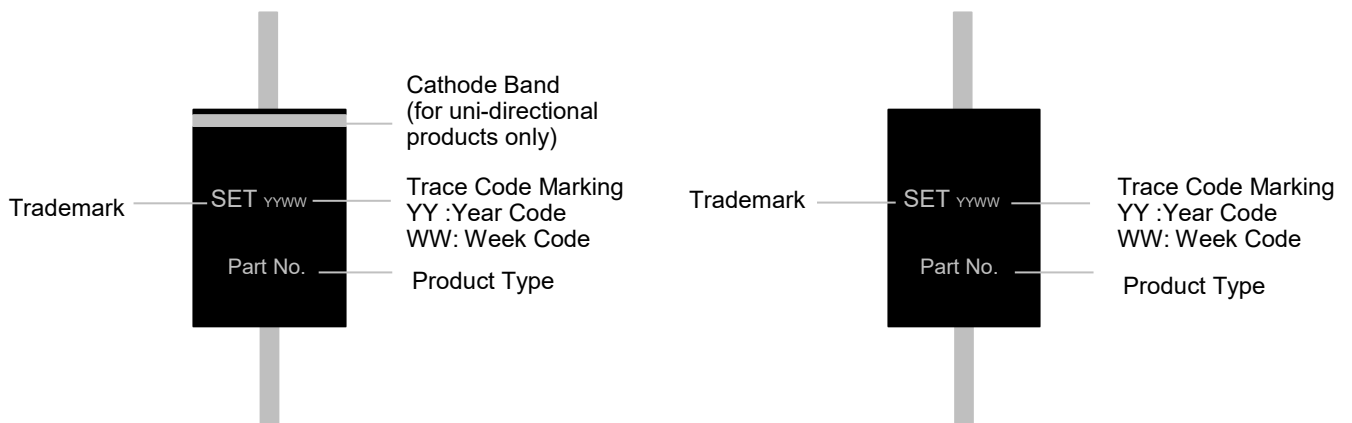 Cathode Band
(for uni-directional
products only)
Trademark
SET YYWW
Trace Code Marking
YY :Year Code
WW: Week Code
Part No.
Product Type
Trademark
SET YYWW
Trace Code Marking
YY :Year Code
WW: Week Code
Part No.
Product Type